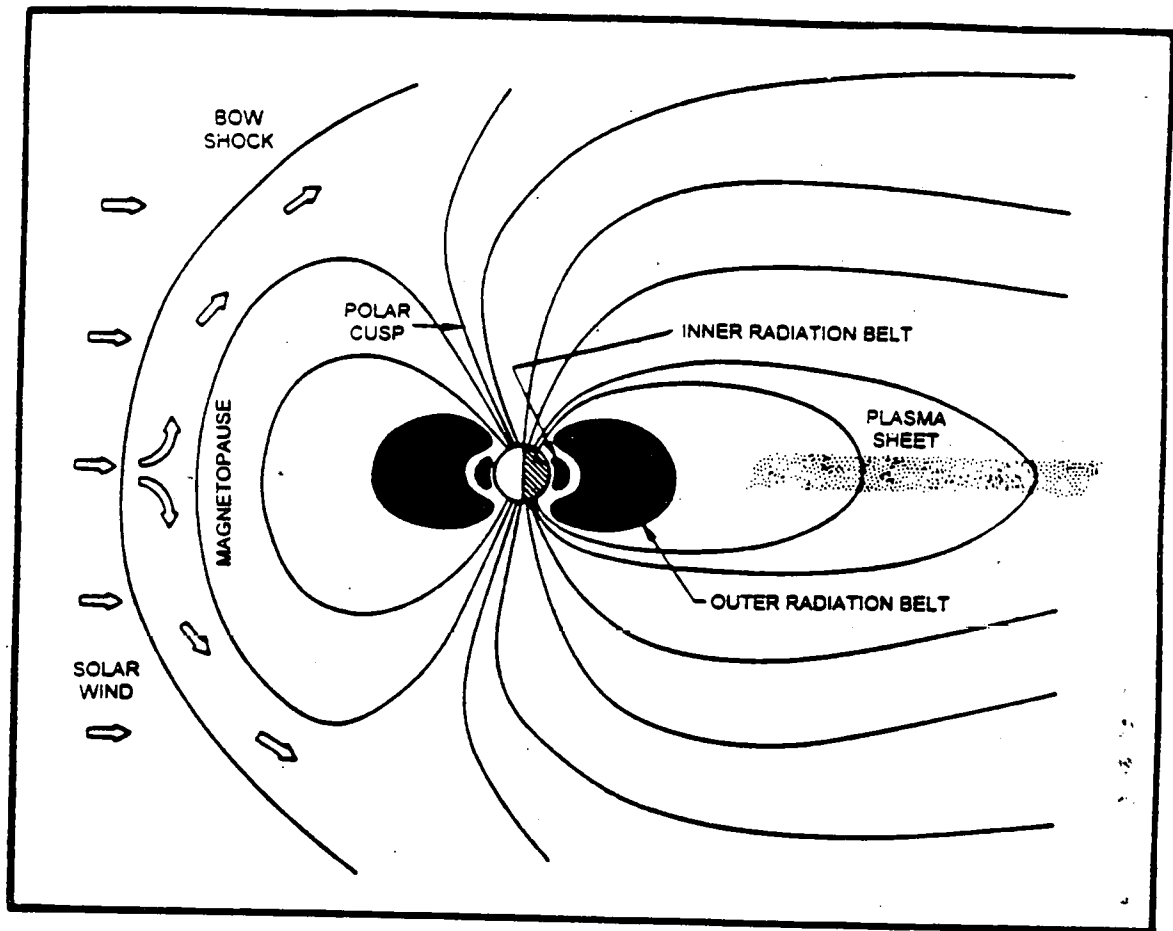 BOW
SHOCK
POLAR
CUSP
INNER RADIATION BELT
MAGNETOPAUSE
PLASMA
SHEET
OUTER RADIATION BELT
SOLAR
WIND